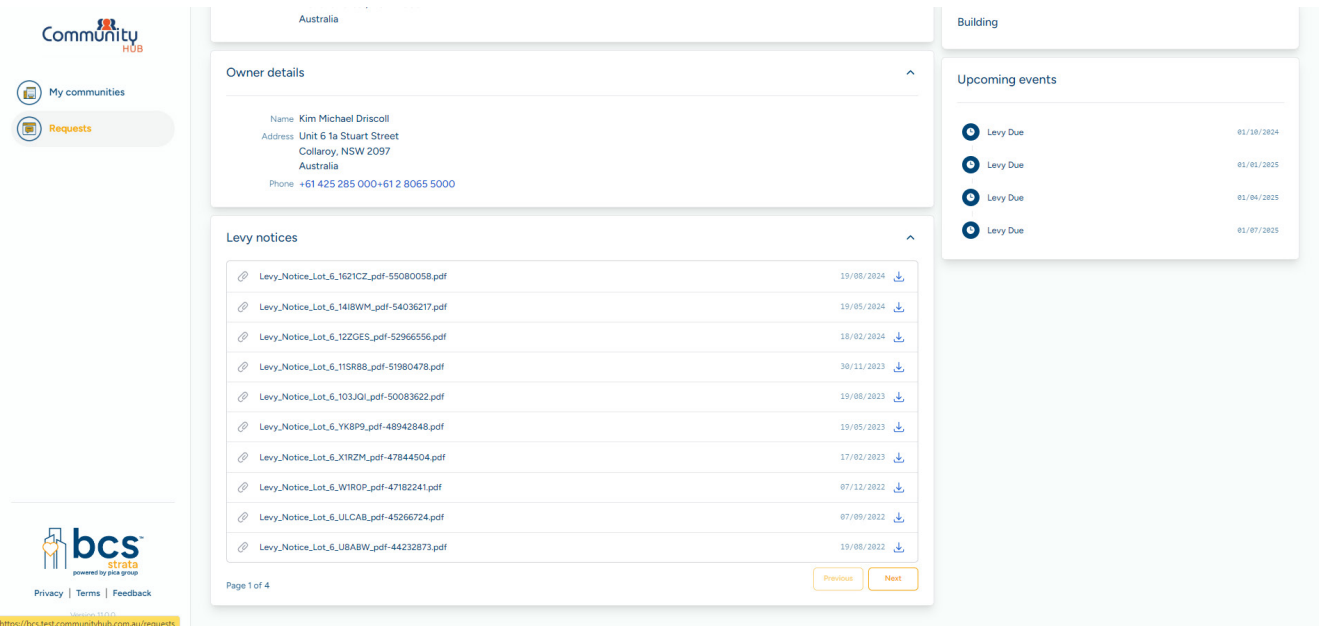 Community
HUB
My communities
Requests
bcs
strata
powered by pica group
Privacy | Terms | Feedback
Version 11.0.0
https://bcs.test.communityhub.com.au/requests
Australia
Owner details
Name Kim Michael Driscoll
Address Unit 6 1a Stuart Street
Collaroy, NSW 2097
Australia
Phone +61 425 285 000+61 2 8065 5000
Levy notices
Levy_Notice_Lot_6_1621CZ_pdf-55080058.pdf 19/08/2024
Levy_Notice_Lot_6_14I8WM_pdf-54036217.pdf 19/05/2024
Levy_Notice_Lot_6_12ZGES_pdf-52966556.pdf 18/02/2024
Levy_Notice_Lot_6_11SR88_pdf-51980478.pdf 30/11/2023
Levy_Notice_Lot_6_103JQI_pdf-50083622.pdf 19/08/2023
Levy_Notice_Lot_6_YK8P9_pdf-48942848.pdf 19/05/2023
Levy_Notice_Lot_6_X1RZM_pdf-47844504.pdf 17/02/2023
Levy_Notice_Lot_6_W1R0P_pdf-47182241.pdf 07/12/2022
Levy_Notice_Lot_6_ULCAB_pdf-45266724.pdf 07/09/2022
Levy_Notice_Lot_6_U8ABW_pdf-44232873.pdf 19/08/2022
Page 1 of 4
Previous
Next
Building
Upcoming events
Levy Due 01/10/2024
Levy Due 01/01/2025
Levy Due 01/04/2025
Levy Due 01/07/2025